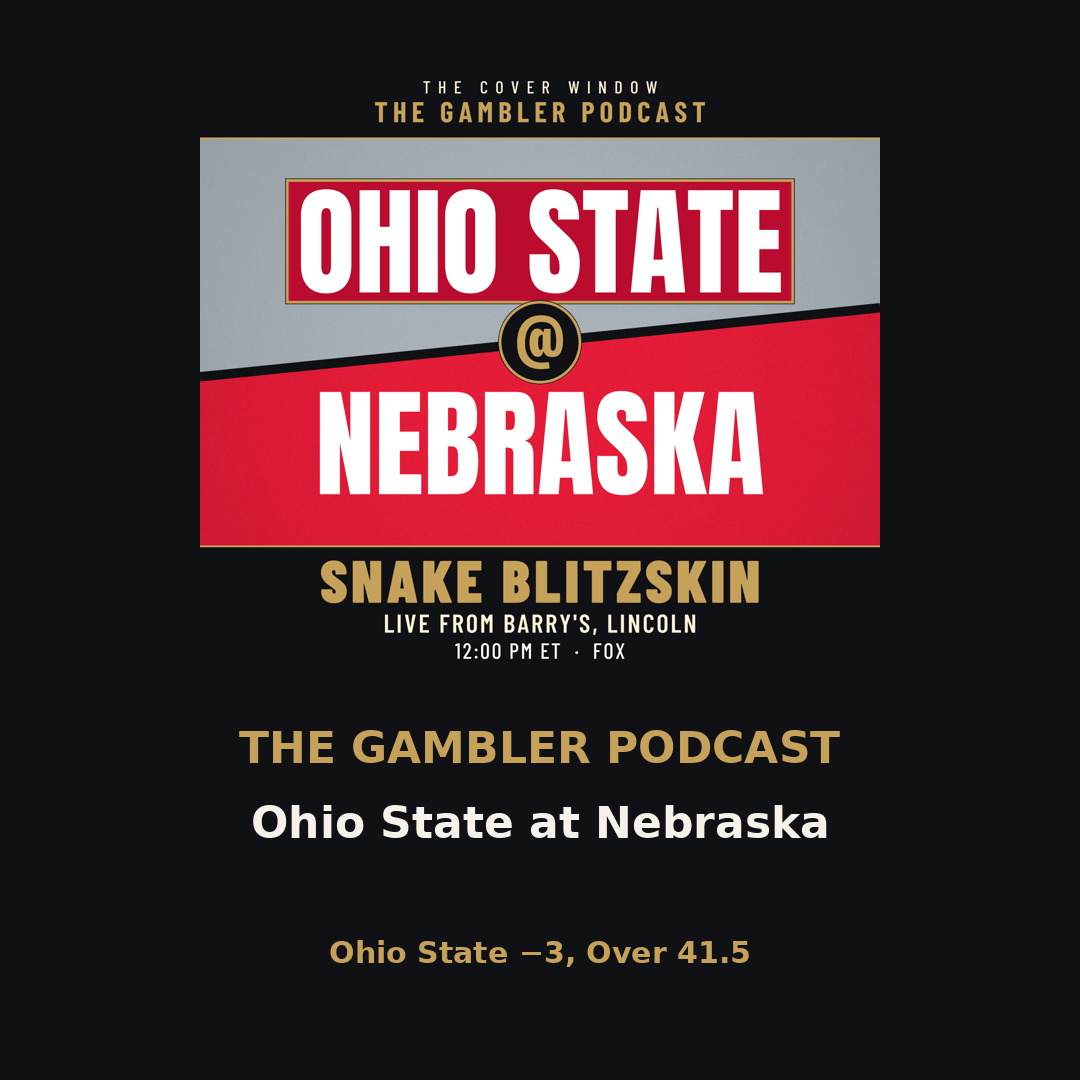 THE COVER WINDOW
THE GAMBLER PODCAST
OHIO STATE
@
NEBRASKA
SNAKE BLITZSKIN
LIVE FROM BARRY'S, LINCOLN
12:00 PM ET · FOX
THE GAMBLER PODCAST
Ohio State at Nebraska
Ohio State −3, Over 41.5